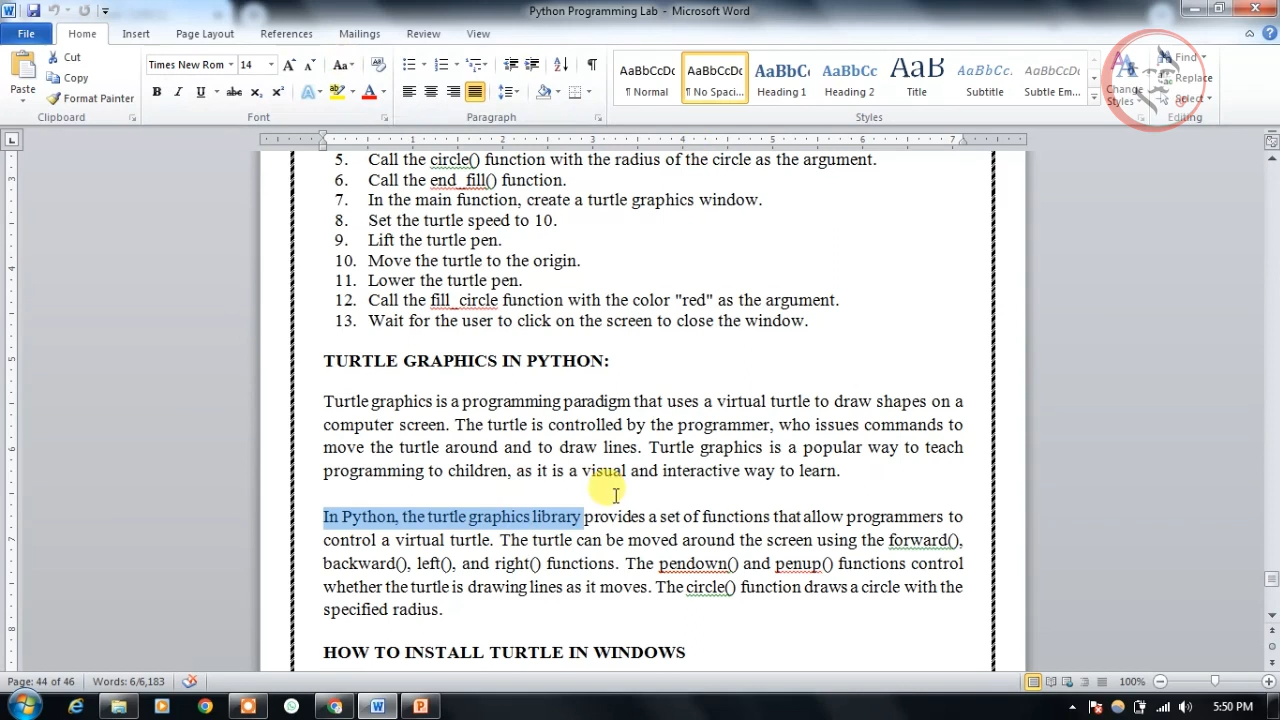 Python Programming Lab - Microsoft Word
File Home Insert Page Layout References Mailings Review View
Cut
Copy
Format Painter
Paste
Times New Rom 14
AaBbCcDc AaBbCcDc AaBbCc AaBbCc AaB AaBbCc. AaBbCcDc
¶ Normal ¶ No Spaci... Heading 1 Heading 2 Title Subtitle Subtle Em...
Change Styles
Find
Replace
Select
Clipboard Font Paragraph Styles Editing
1 2 3 4 5 6 7
5. Call the circle() function with the radius of the circle as the argument.
6. Call the end_fill() function.
7. In the main function, create a turtle graphics window.
8. Set the turtle speed to 10.
9. Lift the turtle pen.
10. Move the turtle to the origin.
11. Lower the turtle pen.
12. Call the fill_circle function with the color "red" as the argument.
13. Wait for the user to click on the screen to close the window.
TURTLE GRAPHICS IN PYTHON:
Turtle graphics is a programming paradigm that uses a virtual turtle to draw shapes on a
computer screen. The turtle is controlled by the programmer, who issues commands to
move the turtle around and to draw lines. Turtle graphics is a popular way to teach
programming to children, as it is a visual and interactive way to learn.
In Python, the turtle graphics library provides a set of functions that allow programmers to
control a virtual turtle. The turtle can be moved around the screen using the forward(),
backward(), left(), and right() functions. The pendown() and penup() functions control
whether the turtle is drawing lines as it moves. The circle() function draws a circle with the
specified radius.
HOW TO INSTALL TURTLE IN WINDOWS
Page: 44 of 46 Words: 6/6,183 100%
5:50 PM